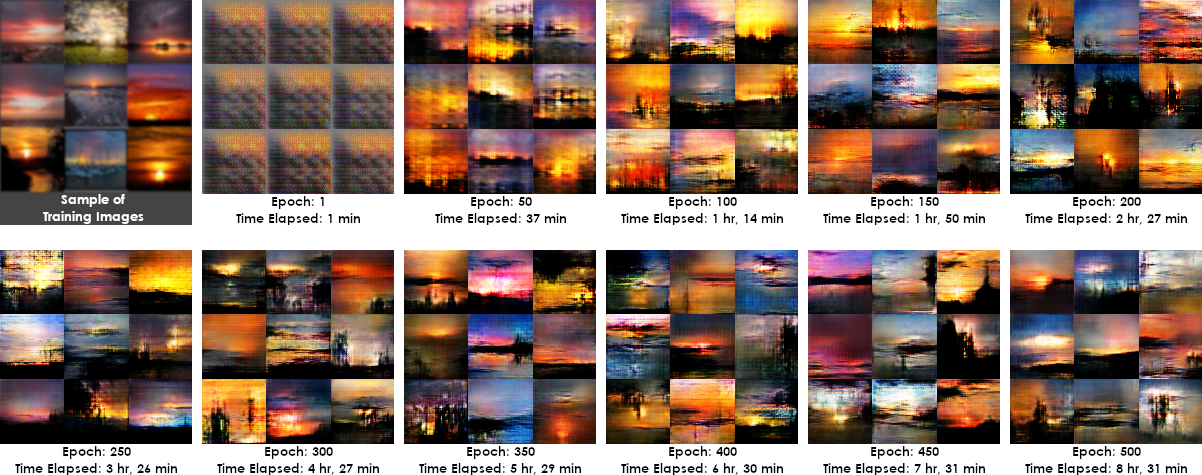 Sample of
Training Images
Epoch: 1
Time Elapsed: 1 min
Epoch: 50
Time Elapsed: 37 min
Epoch: 100
Time Elapsed: 1 hr, 14 min
Epoch: 150
Time Elapsed: 1 hr, 50 min
Epoch: 200
Time Elapsed: 2 hr, 27 min
Epoch: 250
Time Elapsed: 3 hr, 26 min
Epoch: 300
Time Elapsed: 4 hr, 27 min
Epoch: 350
Time Elapsed: 5 hr, 29 min
Epoch: 400
Time Elapsed: 6 hr, 30 min
Epoch: 450
Time Elapsed: 7 hr, 31 min
Epoch: 500
Time Elapsed: 8 hr, 31 min